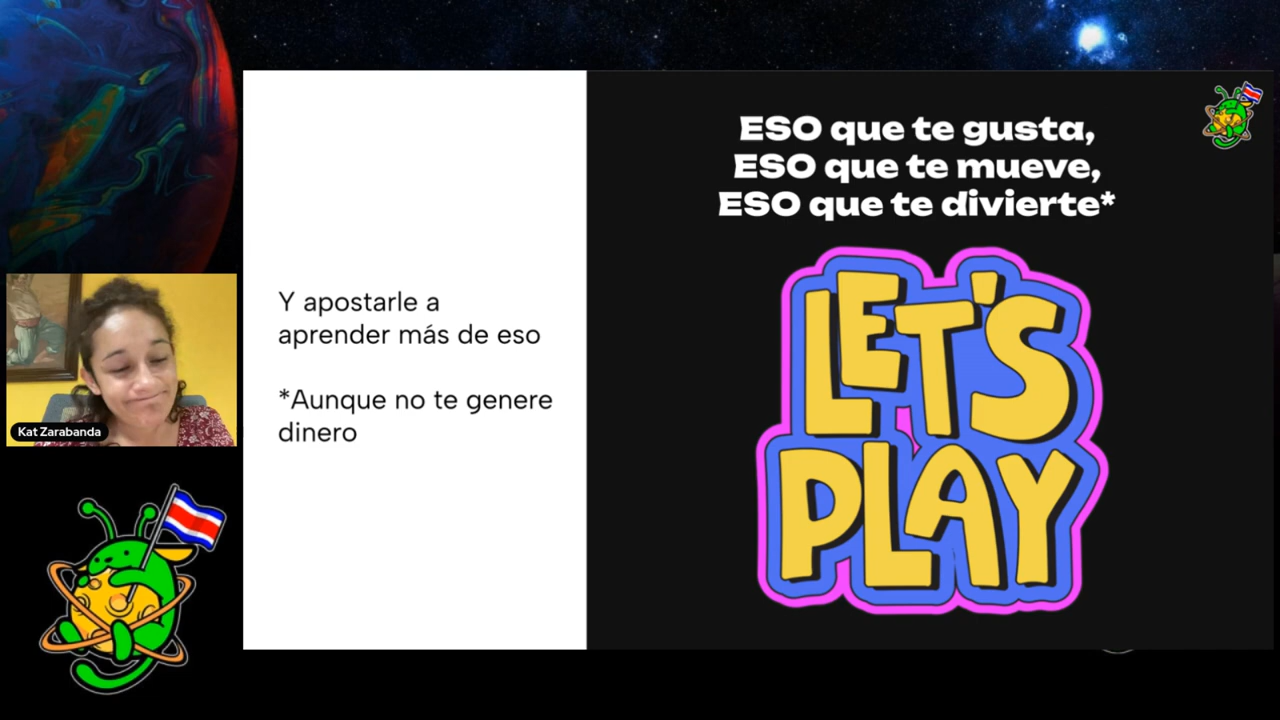 ESO que te gusta,
ESO que te mueve,
ESO que te divierte*
Y apostarle a
aprender más de eso
*Aunque no te genere
dinero
LET'S
PLAY
Kat Zarabanda